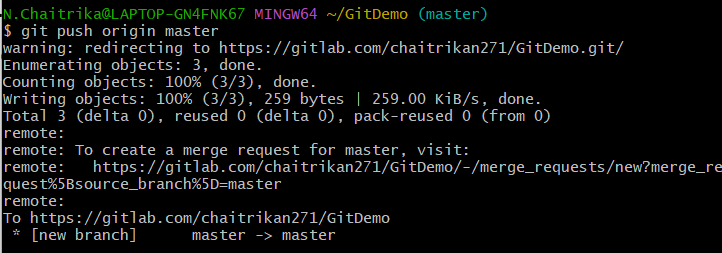 N.Chaitrika@LAPTOP-GN4FNK67 MINGW64 ~/GitDemo (master)
$ git push origin master
warning: redirecting to https://gitlab.com/chaitrikan271/GitDemo.git/
Enumerating objects: 3, done.
Counting objects: 100% (3/3), done.
Writing objects: 100% (3/3), 259 bytes | 259.00 KiB/s, done.
Total 3 (delta 0), reused 0 (delta 0), pack-reused 0 (from 0)
remote:
remote: To create a merge request for master, visit:
remote:   https://gitlab.com/chaitrikan271/GitDemo/-/merge_requests/new?merge_re
quest%5Bsource_branch%5D=master
remote:
To https://gitlab.com/chaitrikan271/GitDemo
 * [new branch]      master -> master